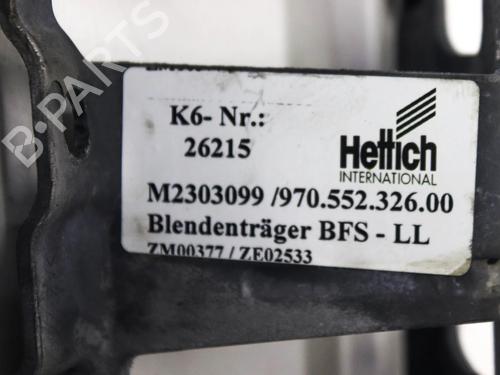 K6- Nr.:
26215
Hettich
INTERNATIONAL
M2303099 /970.552.326.00
Blendenträger BFS - LL
ZM00377 / ZE02533
B-PARTS